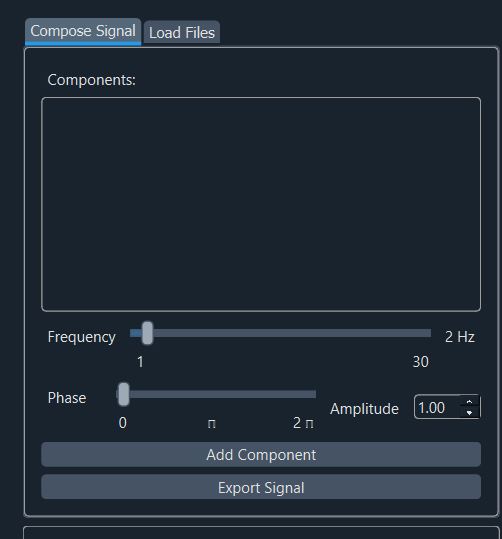 Compose Signal
Load Files
Components:
Frequency
2 Hz
1
30
Phase
0
π
2 π
Amplitude
1.00
Add Component
Export Signal